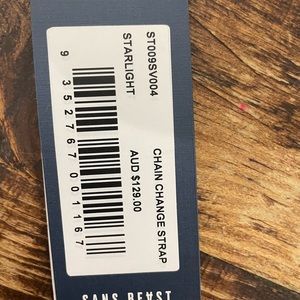 ST009SV004
STARLIGHT
9 352767 001167
CHAIN CHANGE STRAP
AUD $129.00
SANS BEAST